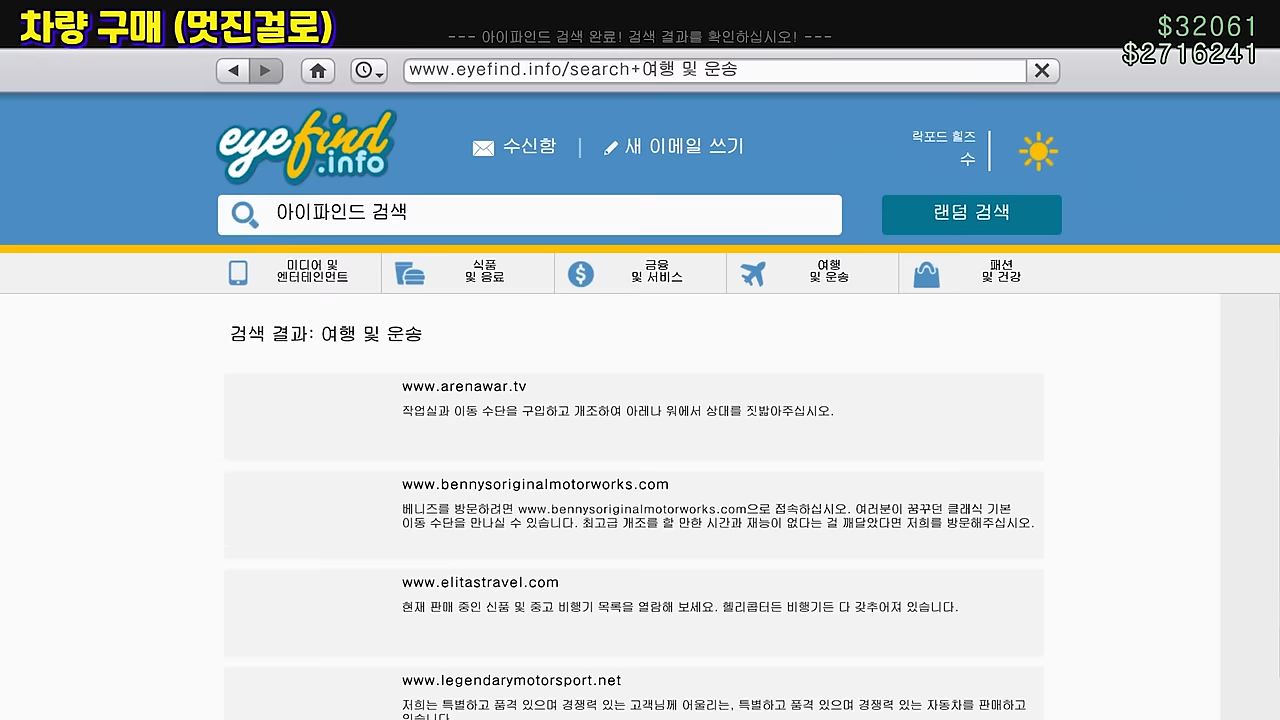 차량 구매 (멋진걸로)
--- 아이파인드 검색 완료! 검색 결과를 확인하십시오! ---
$32061
$2716241
www.eyefind.info/search+여행 및 운송
eyefind
.info
수신함
새 이메일 쓰기
락포드 힐즈
수
아이파인드 검색
랜덤 검색
미디어 및
엔터테인먼트
식품
및 음료
금융
및 서비스
여행
및 운송
패션
및 건강
검색 결과: 여행 및 운송
www.arenawar.tv
작업실과 이동 수단을 구입하고 개조하여 아레나 워에서 상대를 짓밟아주십시오.
www.bennysoriginalmotorworks.com
베니즈를 방문하려면 www.bennysoriginalmotorworks.com으로 접속하십시오. 여러분이 꿈꾸던 클래식 기본
이동 수단을 만나실 수 있습니다. 최고급 개조를 할 만한 시간과 재능이 없다는 걸 깨달았다면 저희를 방문해주십시오.
www.elitastravel.com
현재 판매 중인 신품 및 중고 비행기 목록을 열람해 보세요. 헬리콥터든 비행기든 다 갖추어져 있습니다.
www.legendarymotorsport.net
저희는 특별하고 품격 있으며 경쟁력 있는 고객님께 어울리는, 특별하고 품격 있으며 경쟁력 있는 자동차를 판매하고
있습니다.